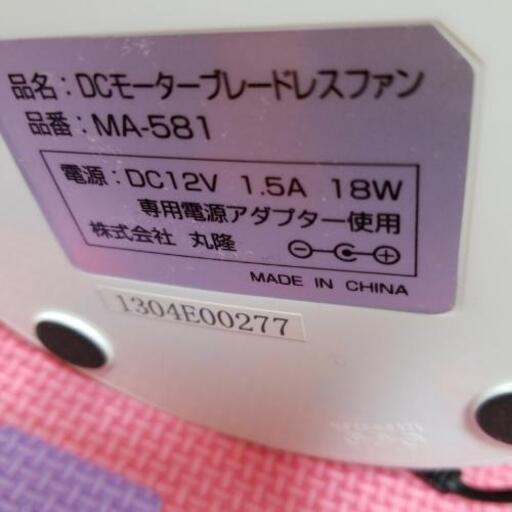 品名：DCモーターブレードレスファン
品番：MA-581
電源：DC12V 1.5A 18W
専用電源アダプター使用
株式会社 丸隆
MADE IN CHINA
1304E00277